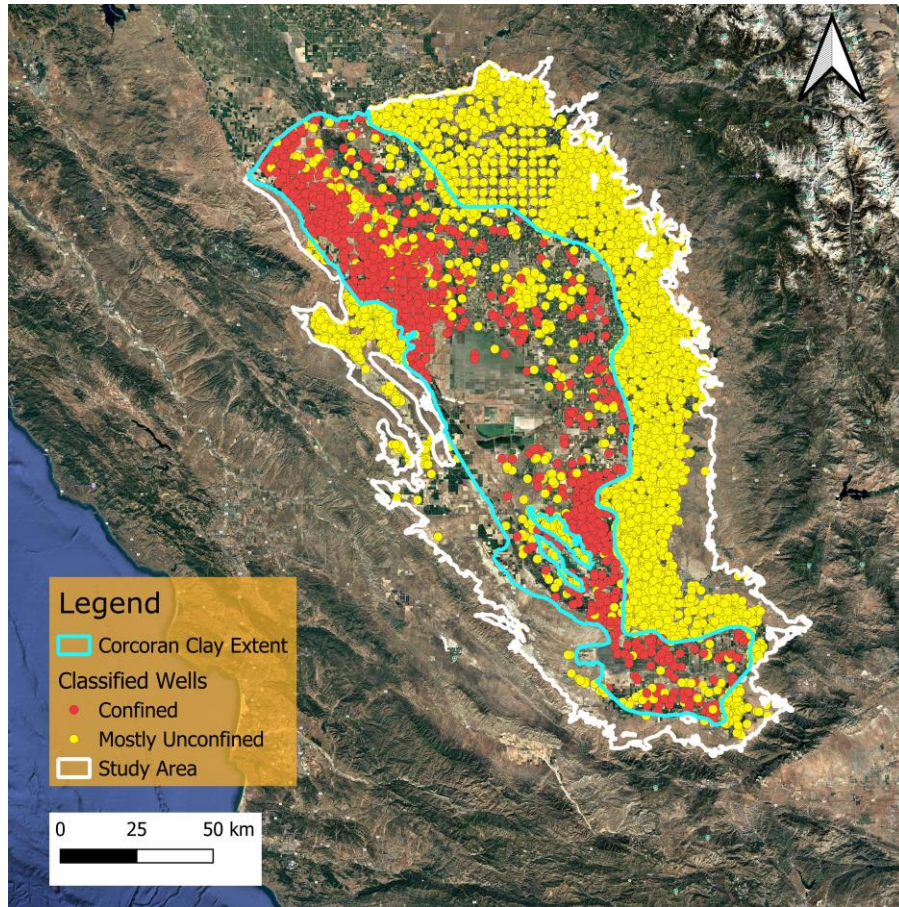 Legend
Corcoran Clay Extent
Classified Wells
Confined
Mostly Unconfined
Study Area
0 25 50 km